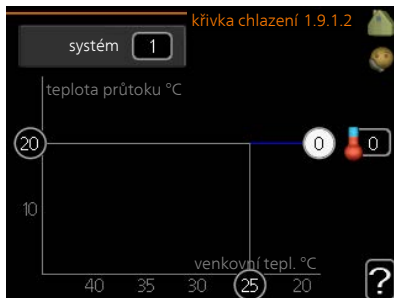 křivka chlazení 1.9.1.2
systém 1
teplota průtoku °C
20 0 0
10
venkovní tepl. °C
40 35 30 25 20
?